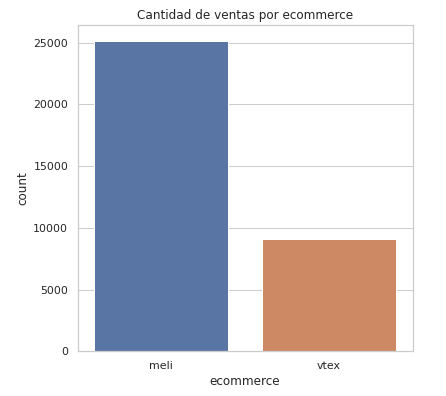 Cantidad de ventas por ecommerce
count
25000
20000
15000
10000
5000
0
meli
vtex
ecommerce